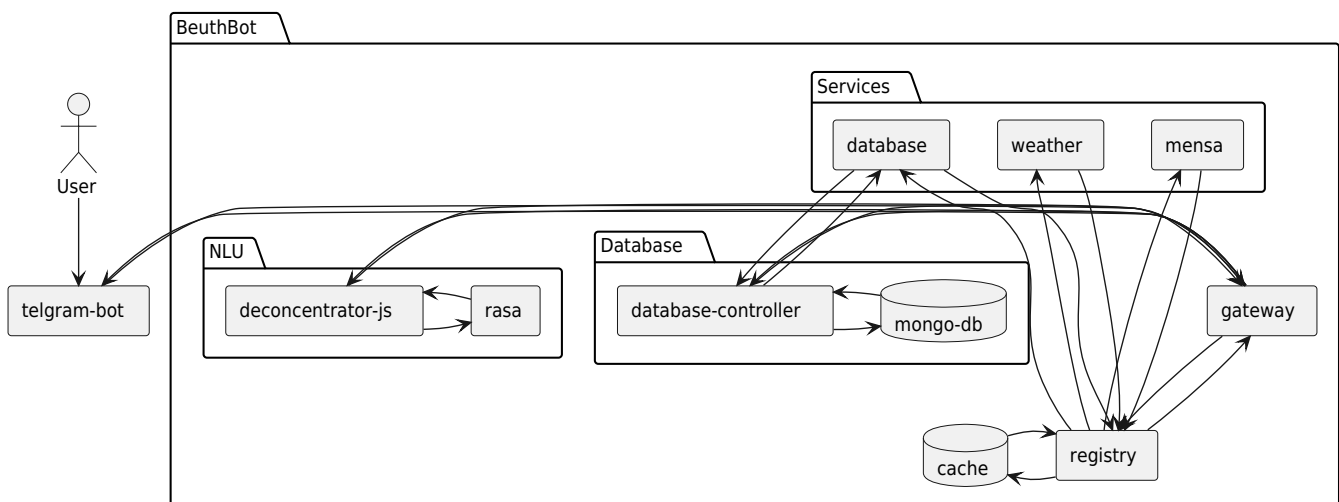 BeuthBot
Services
database
weather
mensa
User
NLU
Database
telgram-bot
deconcentrator-js
rasa
database-controller
mongo-db
gateway
cache
registry